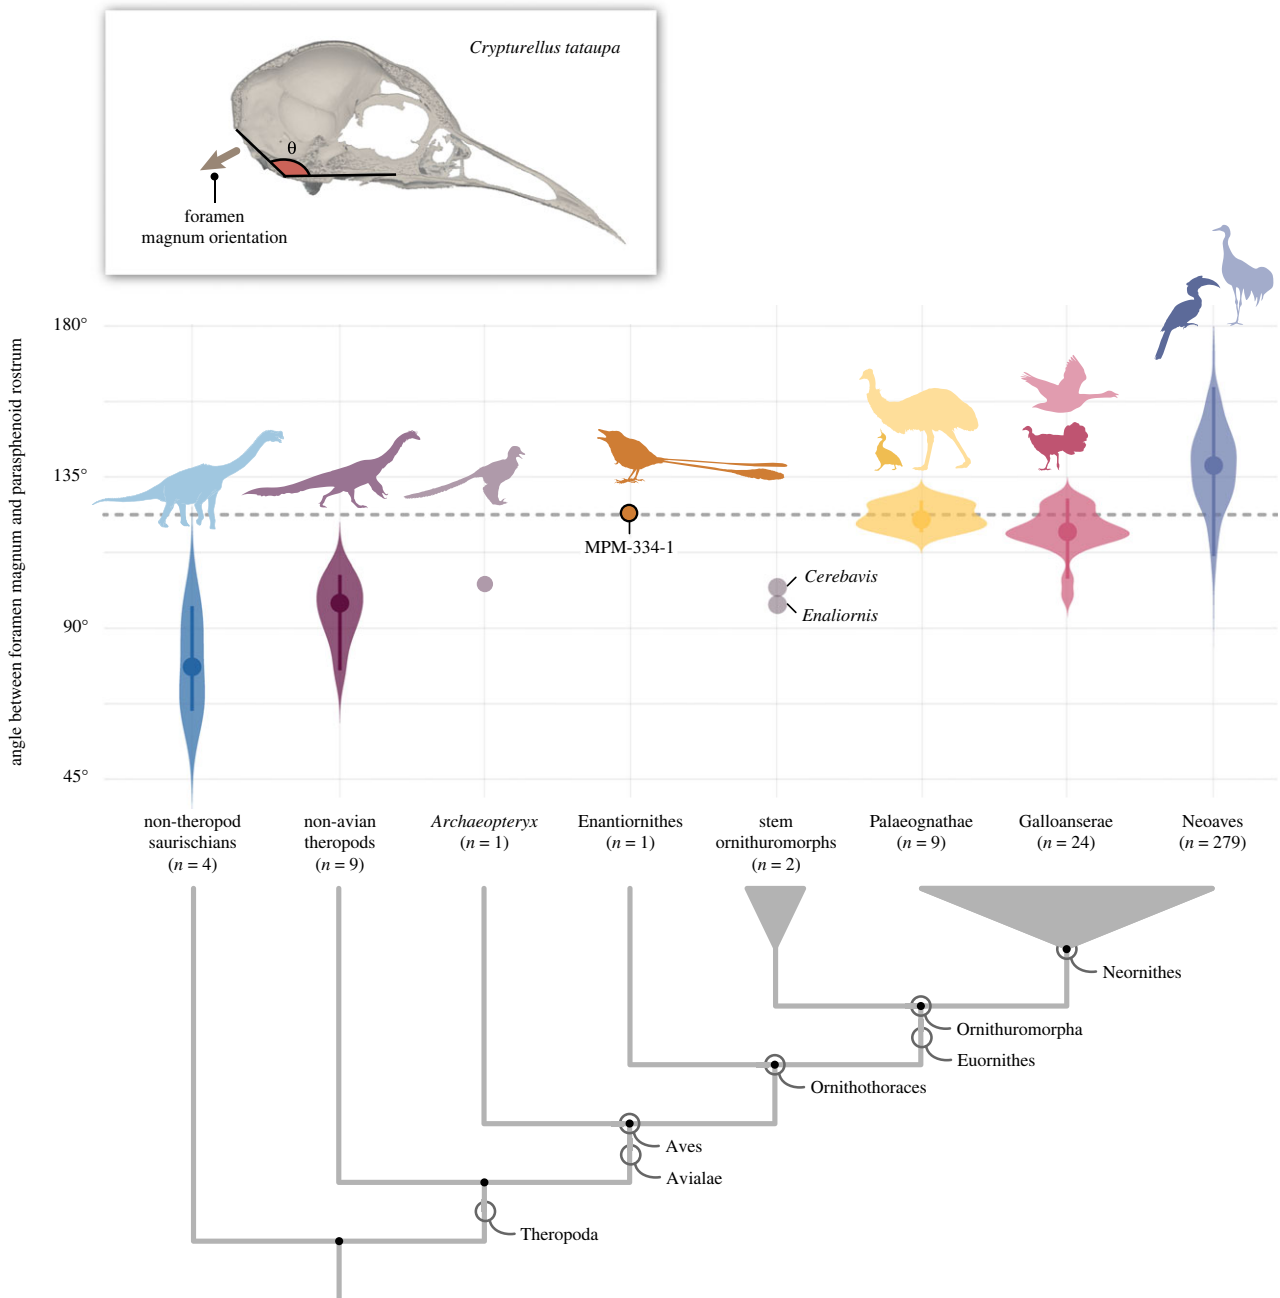 Crypturellus tataupa
θ
foramen
magnum orientation
angle between foramen magnum and parasphenoid rostrum
180°
135°
90°
45°
MPM-334-1
Cerebavis
Enaliornis
non-theropod
saurischians
(n = 4)
non-avian
theropods
(n = 9)
Archaeopteryx
(n = 1)
Enantiornithes
(n = 1)
stem
ornithuromorphs
(n = 2)
Palaeognathae
(n = 9)
Galloanserae
(n = 24)
Neoaves
(n = 279)
Neornithes
Ornithuromorpha
Euornithes
Ornithothoraces
Aves
Avialae
Theropoda